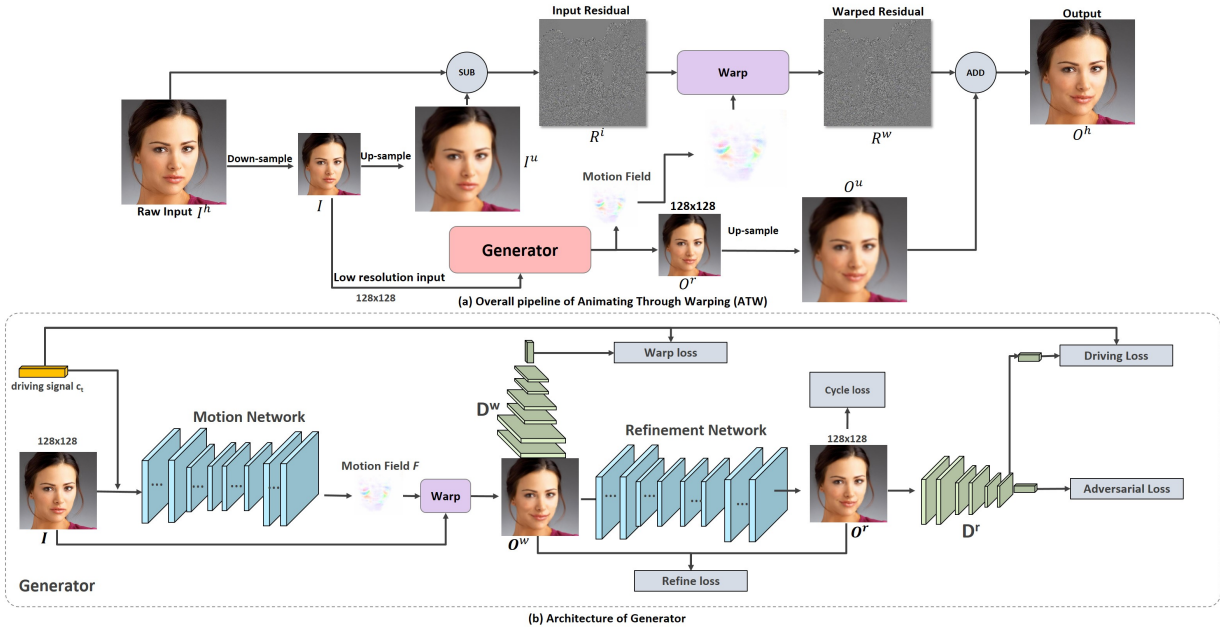 Input Residual
Warped Residual
Output
SUB
Warp
ADD
R^i
R^w
O^h
Down-sample
Up-sample
I^u
Raw Input I^h
I
Motion Field
128x128
O^u
Generator
Up-sample
O^r
Low resolution input
128x128
(a) Overall pipeline of Animating Through Warping (ATW)
driving signal c_t
Warp loss
Driving Loss
D^w
Cycle loss
Motion Network
Refinement Network
128x128
128x128
Motion Field F
Warp
...
...
...
...
...
...
...
...
Adversarial Loss
I
O^w
O^r
D^r
Refine loss
Generator
(b) Architecture of Generator